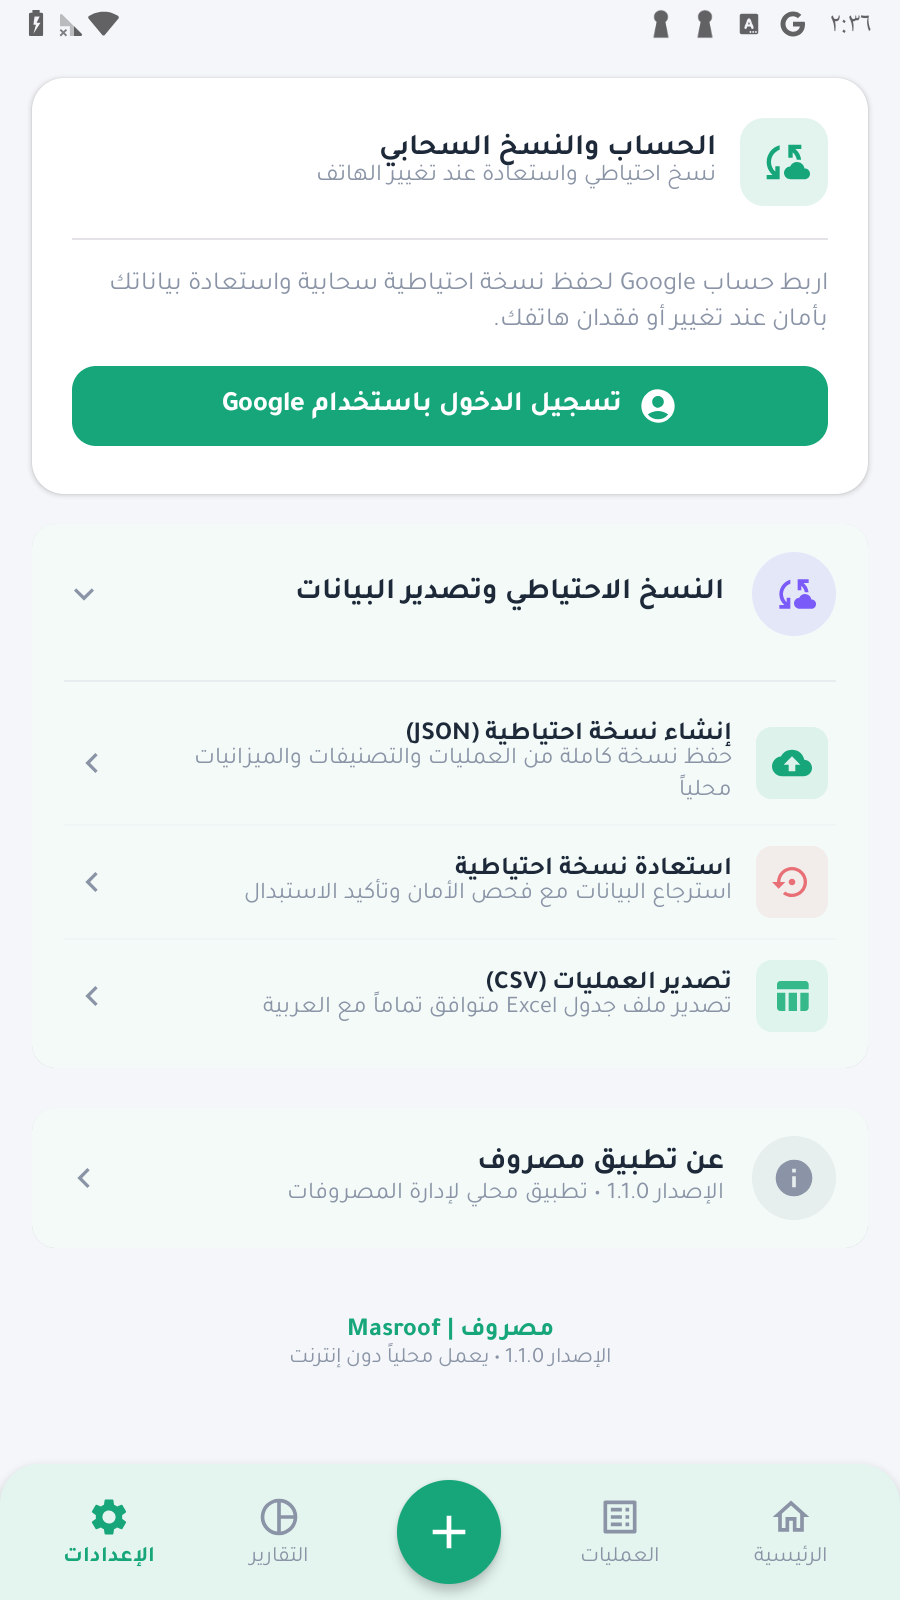 ٢:٣٦
الحساب والنسخ السحابي
نسخ احتياطي واستعادة عند تغيير الهاتف
اربط حساب Google لحفظ نسخة احتياطية سحابية واستعادة بياناتك
بأمان عند تغيير أو فقدان هاتفك.
تسجيل الدخول باستخدام Google
النسخ الاحتياطي وتصدير البيانات
إنشاء نسخة احتياطية (JSON)
حفظ نسخة كاملة من العمليات والتصنيفات والميزانيات
محلياً
استعادة نسخة احتياطية
استرجاع البيانات مع فحص الأمان وتأكيد الاستبدال
تصدير العمليات (CSV)
تصدير ملف جدول Excel متوافق تماماً مع العربية
عن تطبيق مصروف
الإصدار 1.1.0 • تطبيق محلي لإدارة المصروفات
مصروف | Masroof
الإصدار 1.1.0 • يعمل محلياً دون إنترنت
الرئيسية
العمليات
التقارير
الإعدادات